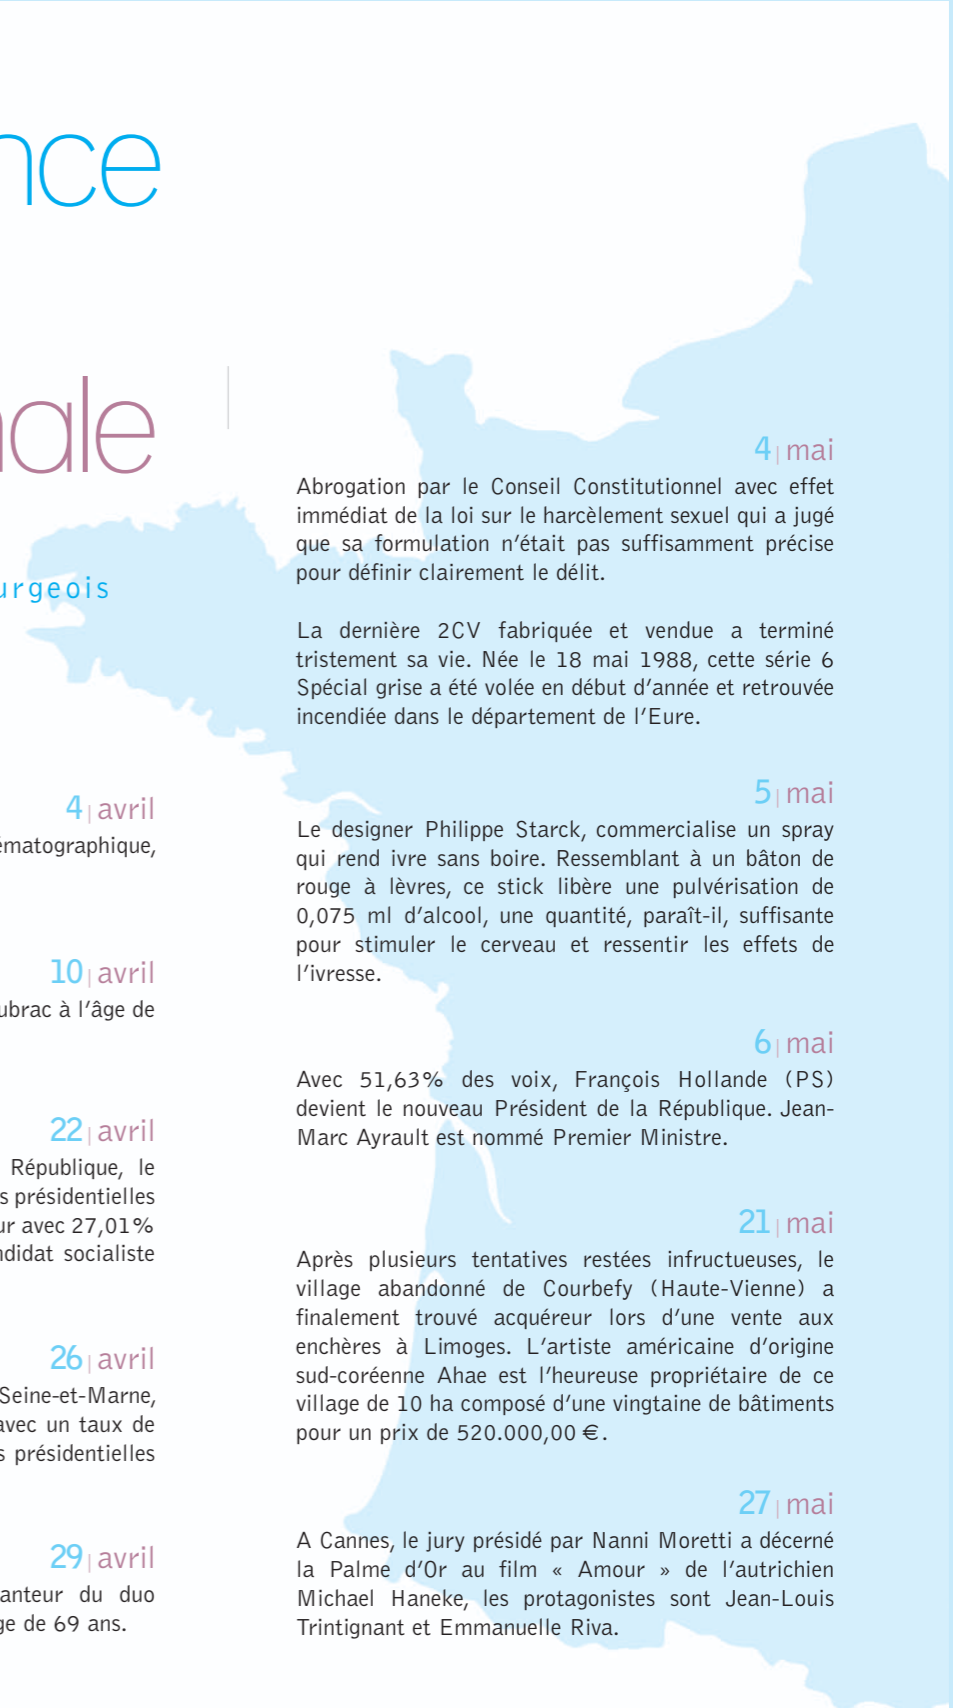 nce
nale
urgeois
4 | avril
ématographique,
10 | avril
ubrac à l’âge de
22 | avril
République, le
s présidentielles
ur avec 27,01%
ndidat socialiste
26 | avril
Seine-et-Marne,
avec un taux de
s présidentielles
29 | avril
anteur du duo
ge de 69 ans.
4 | mai
Abrogation par le Conseil Constitutionnel avec effet
immédiat de la loi sur le harcèlement sexuel qui a jugé
que sa formulation n’était pas suffisamment précise
pour définir clairement le délit.
La dernière 2CV fabriquée et vendue a terminé
tristement sa vie. Née le 18 mai 1988, cette série 6
Spécial grise a été volée en début d’année et retrouvée
incendiée dans le département de l’Eure.
5 | mai
Le designer Philippe Starck, commercialise un spray
qui rend ivre sans boire. Ressemblant à un bâton de
rouge à lèvres, ce stick libère une pulvérisation de
0,075 ml d’alcool, une quantité, paraît-il, suffisante
pour stimuler le cerveau et ressentir les effets de
l’ivresse.
6 | mai
Avec 51,63% des voix, François Hollande (PS)
devient le nouveau Président de la République. Jean-
Marc Ayrault est nommé Premier Ministre.
21 | mai
Après plusieurs tentatives restées infructueuses, le
village abandonné de Courbefy (Haute-Vienne) a
finalement trouvé acquéreur lors d’une vente aux
enchères à Limoges. L’artiste américaine d’origine
sud-coréenne Ahae est l’heureuse propriétaire de ce
village de 10 ha composé d’une vingtaine de bâtiments
pour un prix de 520.000,00 €.
27 | mai
A Cannes, le jury présidé par Nanni Moretti a décerné
la Palme d’Or au film « Amour » de l’autrichien
Michael Haneke, les protagonistes sont Jean-Louis
Trintignant et Emmanuelle Riva.